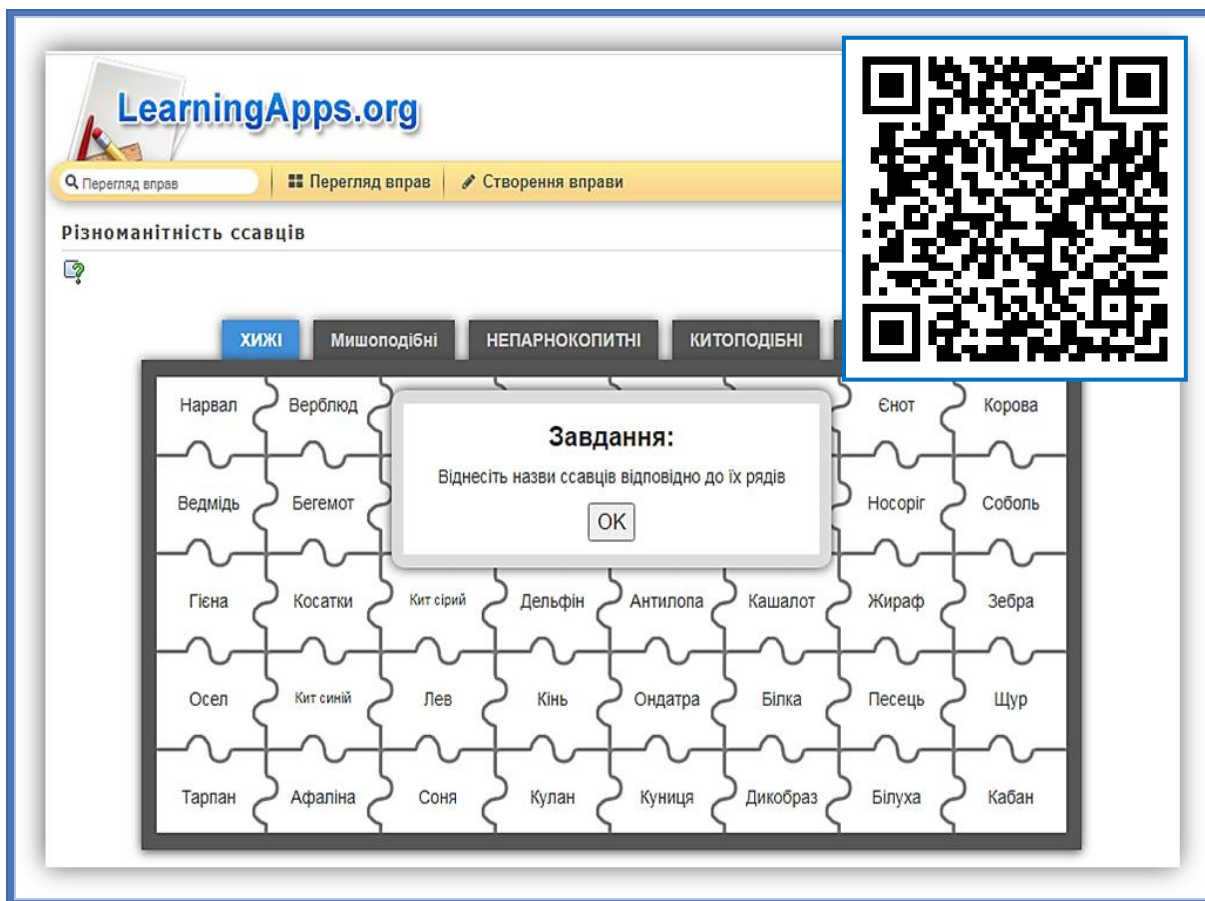 LearningApps.org
Перегляд вправ Перегляд вправ Створення вправи
Різноманітність ссавців
ХИЖІ Мишоподібні НЕПАРНОКОПИТНІ КИТОПОДІБНІ
Нарвал Верблюд Єнот Корова
Завдання:
Віднесіть назви ссавців відповідно до їх рядів
OK
Ведмідь Бегемот Носоріг Соболь
Гієна Косатки Кит сірий Дельфін Антилопа Кашалот Жираф Зебра
Осел Кит синій Лев Кінь Ондатра Білка Песець Щур
Тарпан Афаліна Соня Кулан Куниця Дикобраз Білуха Кабан